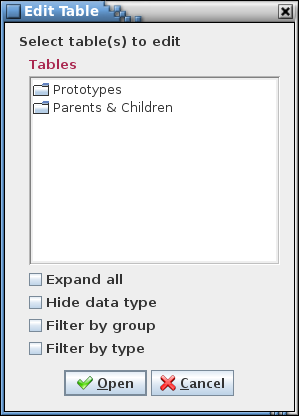 Edit Table
Select table(s) to edit
Tables
Prototypes
Parents & Children
Expand all
Hide data type
Filter by group
Filter by type
Open Cancel